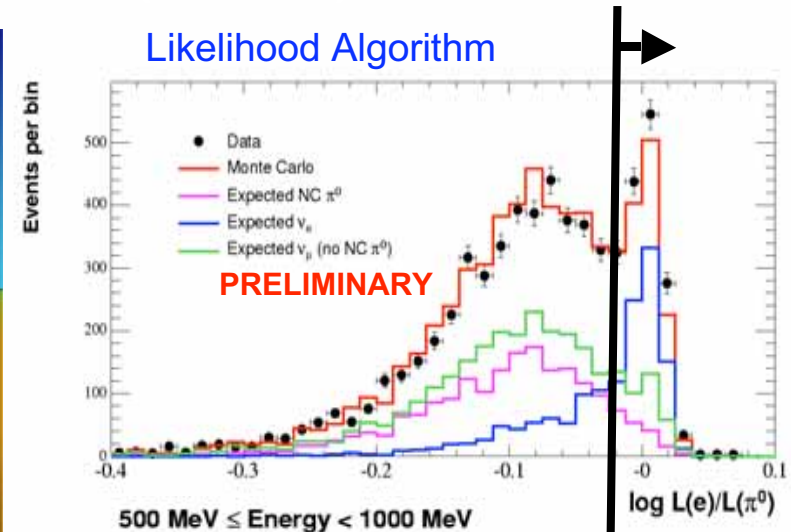 Likelihood Algorithm
Events per bin
500
400
300
200
100
0
Data
Monte Carlo
Expected NC π⁰
Expected νₑ
Expected νμ (no NC π⁰)
PRELIMINARY
-0.4
-0.3
-0.2
-0.1
-0
0.1
log L(e)/L(π⁰)
500 MeV ≤ Energy < 1000 MeV